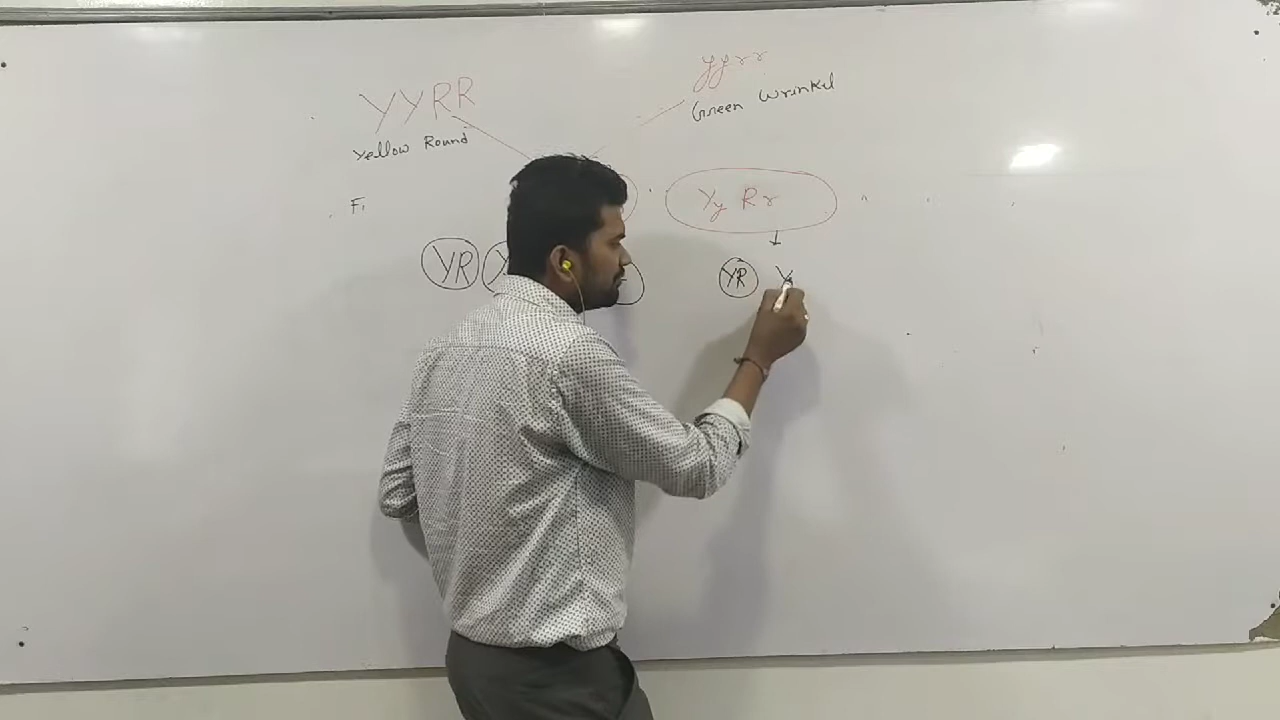 YYRR
yyrr
Yellow Round
Green Wrinkel
F1
Yy Rr
YR
YR Y